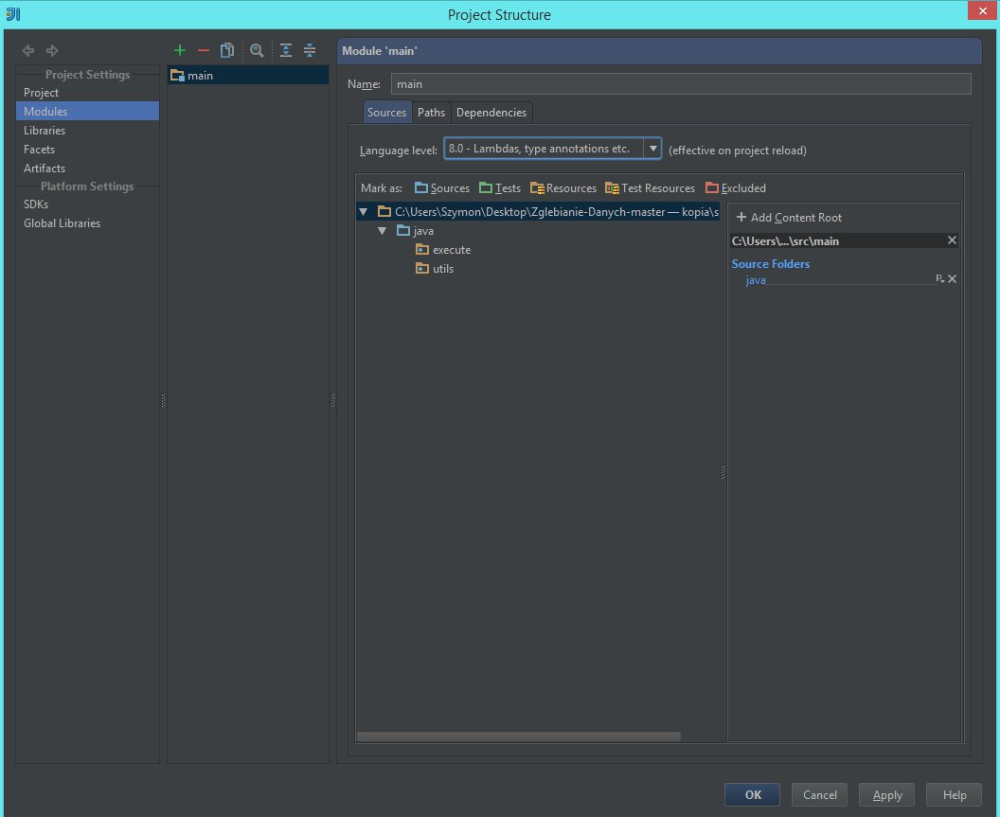 Project Structure
Project Settings
Project
Modules
Libraries
Facets
Artifacts
Platform Settings
SDKs
Global Libraries
main
Module 'main'
Name: main
Sources Paths Dependencies
Language level: 8.0 - Lambdas, type annotations etc. (effective on project reload)
Mark as: Sources Tests Resources Test Resources Excluded
C:\Users\Szymon\Desktop\Zglebianie-Danych-master — kopia\s
java
execute
utils
Add Content Root
C:\Users\...\src\main
Source Folders
java
OK Cancel Apply Help